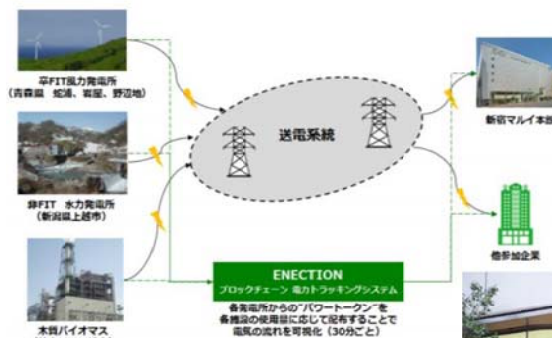 卒FIT風力発電所
（青森県　蛇浦、岩屋、野辺地）
非FIT 水力発電所
（新潟県上越市）
木質バイオマス
送電系統
新宿マルイ本館
他参加企業
ENECTION
ブロックチェーン 電力トラッキングシステム
各発電所からの“パワートークン”を
各施設の使用量に応じて配布することで
電気の流れを可視化（30分ごと）